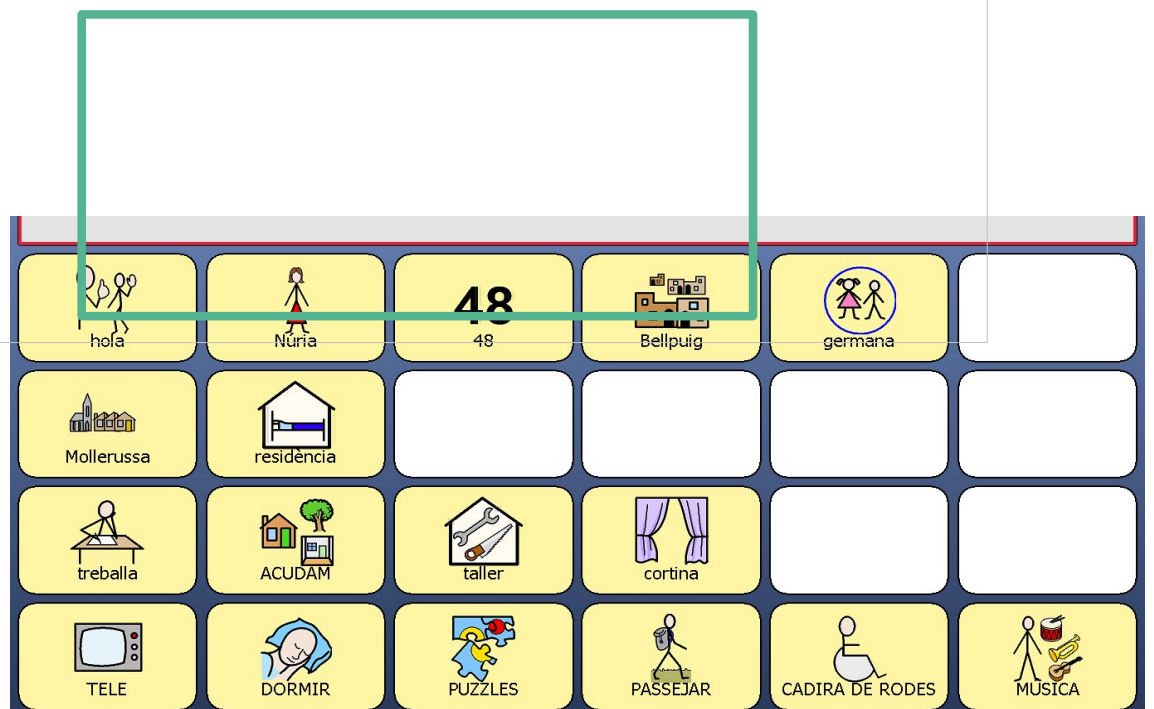 48
hola Núria 48 Bellpuig germana
Mollerussa residència
treballa ACUDAM taller cortina
TELE DORMIR PUZZLES PASSEJAR CADIRA DE RODES MÚSICA